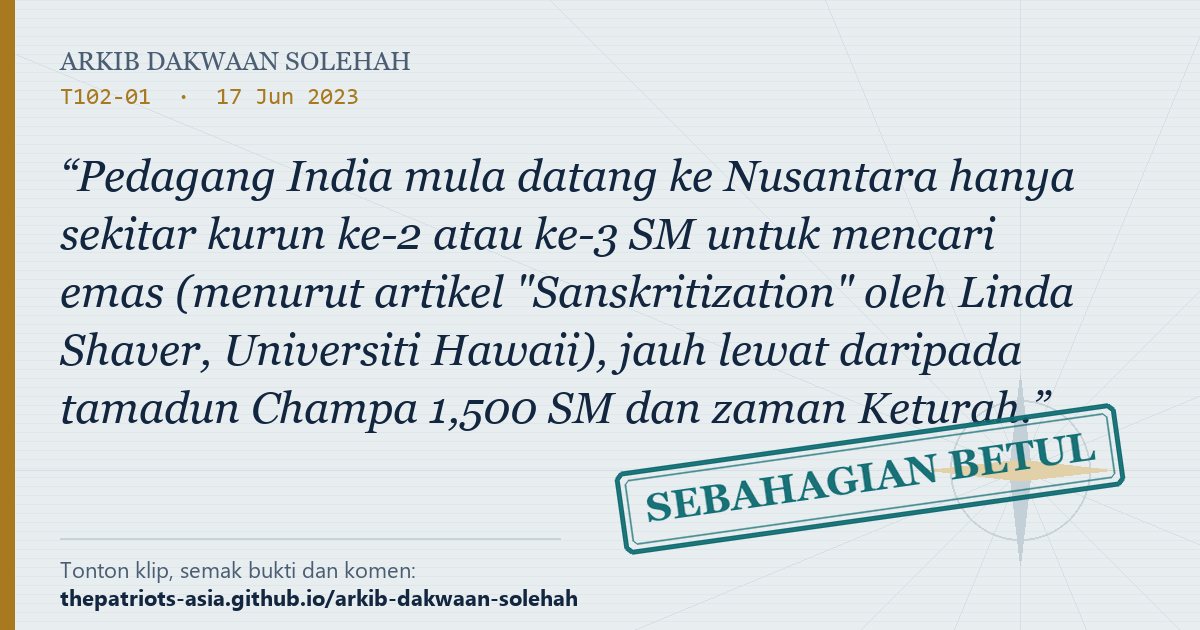 ARKIB DAKWAAN SOLEHAH
T102-01 · 17 Jun 2023
“Pedagang India mula datang ke Nusantara hanya
sekitar kurun ke-2 atau ke-3 SM untuk mencari
emas (menurut artikel "Sanskritization" oleh Linda
Shaver, Universiti Hawaii), jauh lewat daripada
tamadun Champa 1,500 SM dan zaman Keturah.”
SEBAHAGIAN BETUL
Tonton klip, semak bukti dan komen:
thepatriots-asia.github.io/arkib-dakwaan-solehah